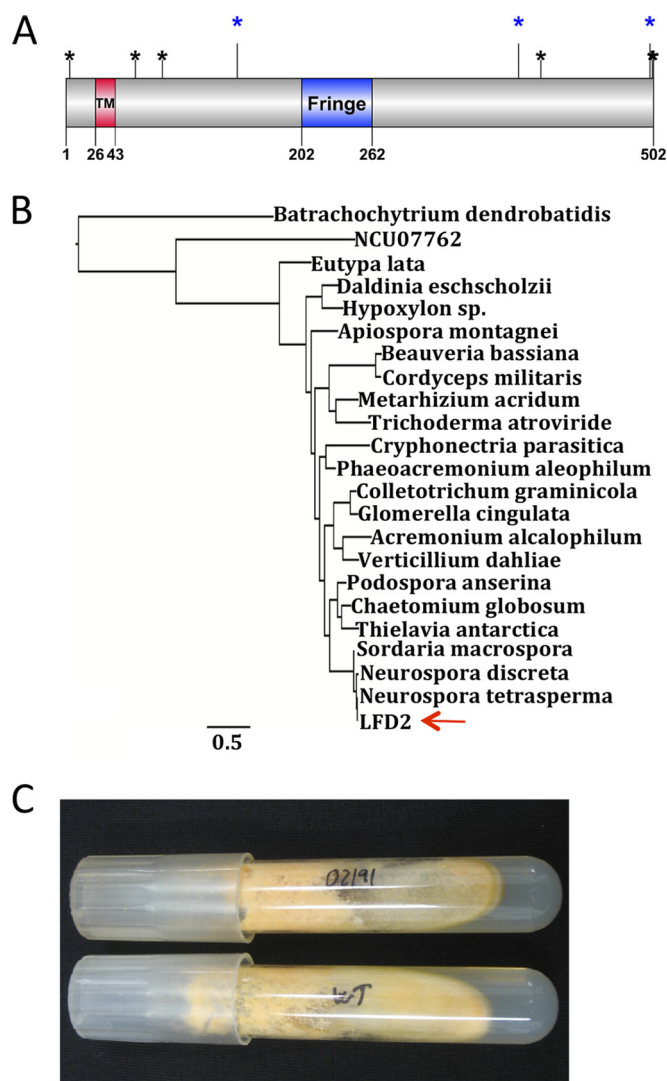 A
* * * * * * * *
TM
Fringe
1 26 43 202 262 502
B
Batrachochytrium dendrobatidis
NCU07762
Eutypa lata
Daldinia eschscholzii
Hypoxylon sp.
Apiospora montagnei
Beauveria bassiana
Cordyceps militaris
Metarhizium acridum
Trichoderma atroviride
Cryphonectria parasitica
Phaeoacremonium aleophilum
Colletotrichum graminicola
Glomerella cingulata
Acremonium alcalophilum
Verticillium dahliae
Podospora anserina
Chaetomium globosum
Thielavia antarctica
Sordaria macrospora
Neurospora discreta
Neurospora tetrasperma
LFD2
0.5
C
WT